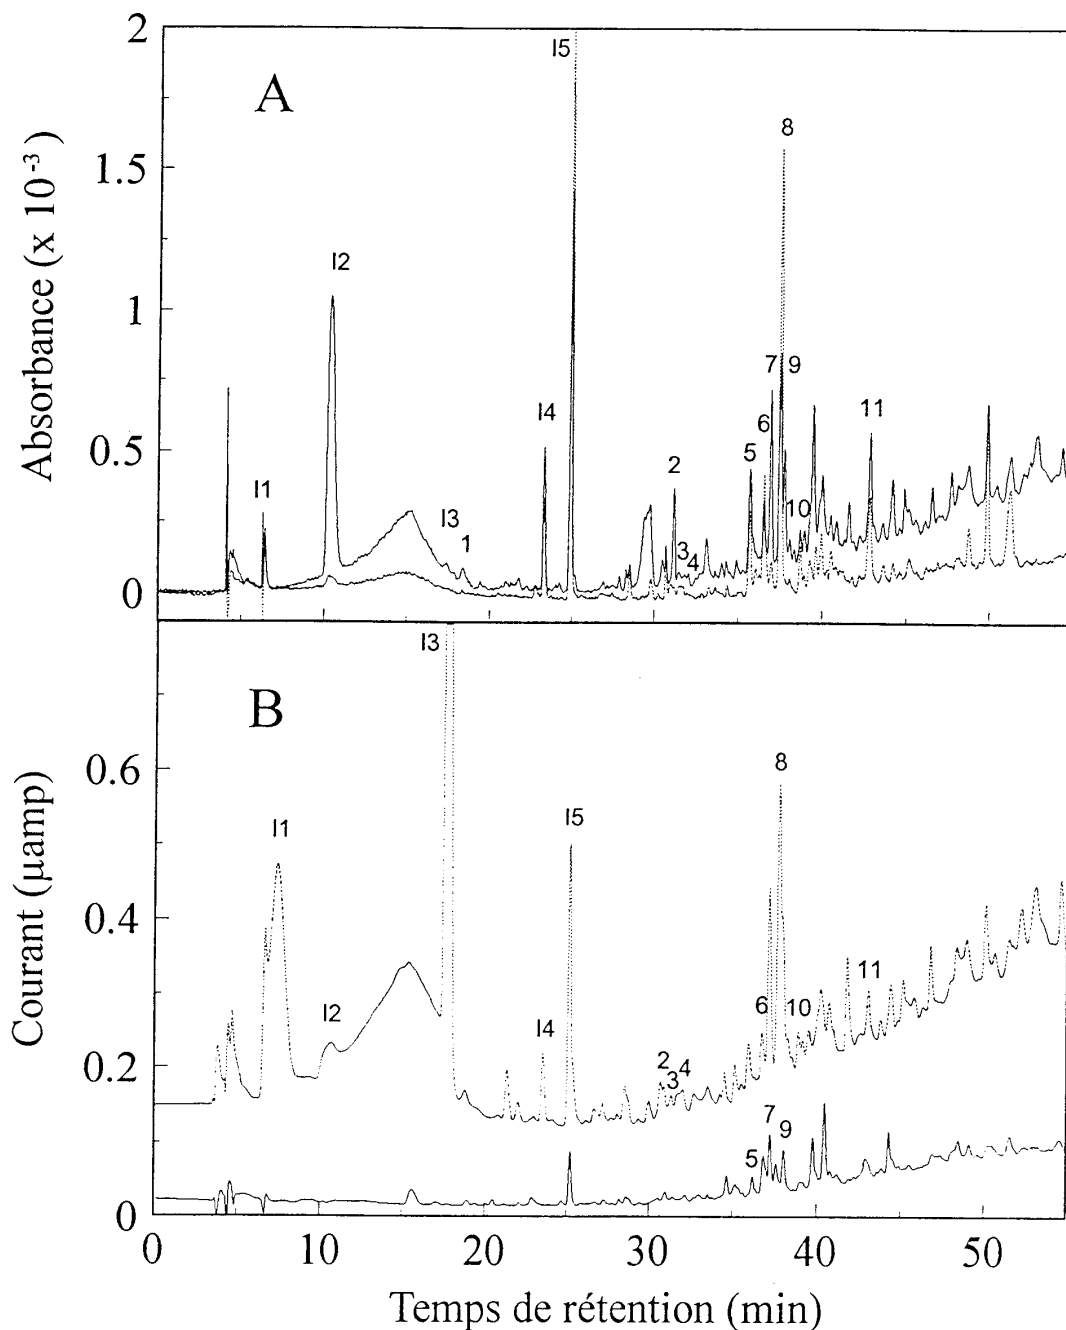 2
A
I5
8
1.5
Absorbance (x 10⁻³)
I2
1
7 9
I4
6
11
0.5
2
5
I1
I3
1
10
3 4
0
I3
B
8
0.6
I1
I5
Courant (µamp)
0.4
I4
11
I2
6
10
2 3 4
0.2
7
9
5
0
0 10 20 30 40 50
Temps de rétention (min)